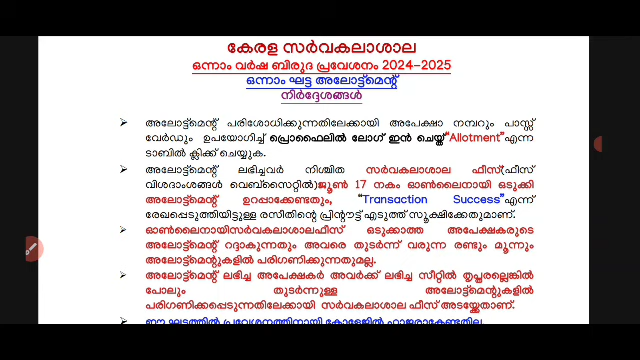 കേരള സർവകലാശാല
ഒന്നാം വർഷ ബിരുദ പ്രവേശനം 2024-2025
ഒന്നാം ഘട്ട അലോട്ട്മെന്റ്
നിർദ്ദേശങ്ങൾ
➢ അലോട്ട്മെന്റ് പരിശോധിക്കുന്നതിലേക്കായി അപേക്ഷാ നമ്പറും പാസ്സ്
വേർഡും ഉപയോഗിച്ച് പ്രൊഫൈലിൽ ലോഗ് ഇൻ ചെയ്ത് "Allotment"എന്ന
ടാബിൽ ക്ലിക്ക് ചെയ്യുക.
➢ അലോട്ട്മെന്റ് ലഭിച്ചവർ നിശ്ചിത സർവകലാശാല ഫീസ്(ഫീസ്
വിശദാംശങ്ങൾ വെബ്സൈറ്റിൽ)ജൂൺ 17 നകം ഓൺലൈനായി ഒടുക്കി
അലോട്ട്മെന്റ് ഉറപ്പാക്കേണ്ടതും, "Transaction Success"എന്ന്
രേഖപ്പെടുത്തിയിട്ടുള്ള രസീതിന്റെ പ്രിന്റൗട്ട് എടുത്ത് സൂക്ഷിക്കേതുമാണ്.
➢ ഓൺലൈനായിസർവകലാശാലഫീസ് ഒടുക്കാത്ത അപേക്ഷകരുടെ
അലോട്ട്മെന്റ് റദ്ദാകുന്നതും അവരെ തുടർന്ന് വരുന്ന രണ്ടും മൂന്നും
അലോട്ട്മെന്റുകളിൽ പരിഗണിക്കുന്നതുമല്ല.
➢ അലോട്ട്മെന്റ് ലഭിച്ച അപേക്ഷകർ അവർക്ക് ലഭിച്ച സീറ്റിൽ തൃപ്തരല്ലെങ്കിൽ
പോലും തുടർന്നുള്ള അലോട്ട്മെന്റുകളിൽ
പരിഗണിക്കപ്പെടുന്നതിലേക്കായി സർവകലാശാല ഫീസ് അടയ്ക്കേതാണ്.
➢ ഈ ഘട്ടത്തിൽ പ്രവേശനത്തിനായി കോളേജിൽ ഹാജരാകേണ്ടതില്ല